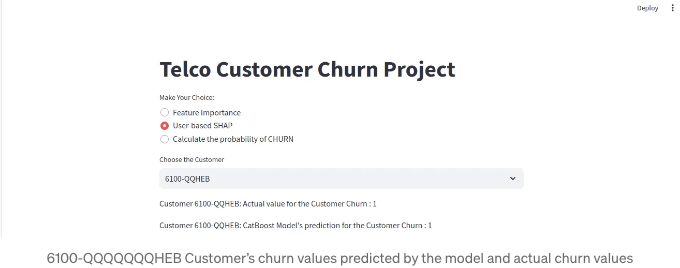 Deploy
Telco Customer Churn Project
Make Your Choice:
Feature Importance
User-based SHAP
Calculate the probability of CHURN
Choose the Customer
6100-QQHEB
Customer 6100-QQHEB: Actual value for the Customer Churn : 1
Customer 6100-QQHEB: CatBoost Model's prediction for the Customer Churn : 1
6100-QQQQQQQHEB Customer’s churn values predicted by the model and actual churn values